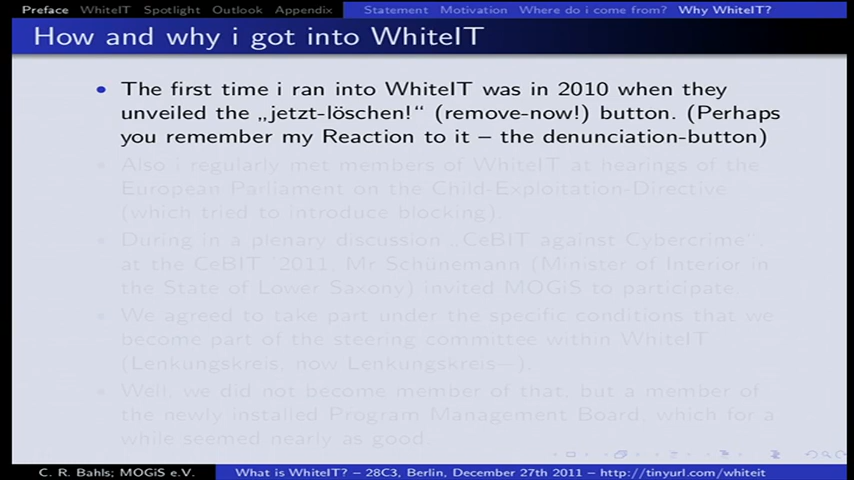 Preface WhiteIT Spotlight Outlook Appendix Statement Motivation Where do i come from? Why WhiteIT?
How and why i got into WhiteIT
• The first time i ran into WhiteIT was in 2010 when they
unveiled the „jetzt-löschen!“ (remove-now!) button. (Perhaps
you remember my Reaction to it – the denunciation-button)
• Also i regularly met members of WhiteIT at hearings of the
European Parliament on the Child-Exploitation-Directive
(which tried to introduce blocking).
• During in a plenary discussion „CeBIT against Cybercrime“,
at the CeBIT '2011, Mr Schünemann (Minister of Interior in
the State of Lower Saxony) invited MOGiS to participate.
• We agreed to take part under the specific conditions that we
become part of the steering committee within WhiteIT
(Lenkungskreis, now Lenkungskreis–).
• Well, we did not become member of that, but a member of
the newly installed Program Management Board, which for a
while seemed nearly as good
C. R. Bahls; MOGiS e.V. What is WhiteIT? – 28C3, Berlin, December 27th 2011 – http://tinyurl.com/whiteit